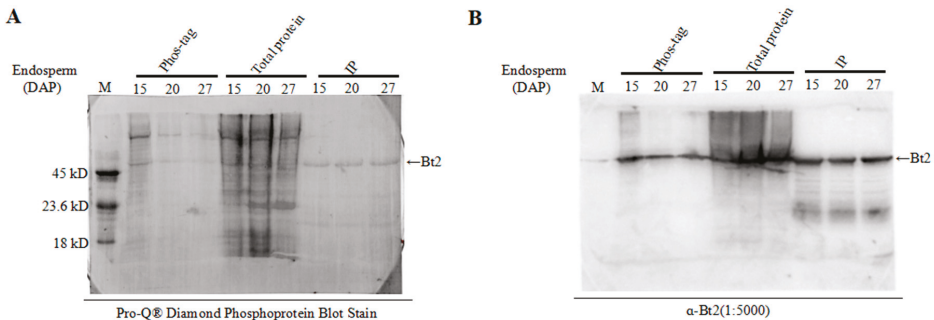 A
Phos-tag
Total protein
IP
Endosperm
(DAP)
M
15 20 27 15 20 27 15 20 27
←Bt2
45 kD
23.6 kD
18 kD
Pro-Q® Diamond Phosphoprotein Blot Stain
B
Phos-tag
Total protein
IP
Endosperm
(DAP)
M
15 20 27 15 20 27 15 20 27
←Bt2
α-Bt2(1:5000)